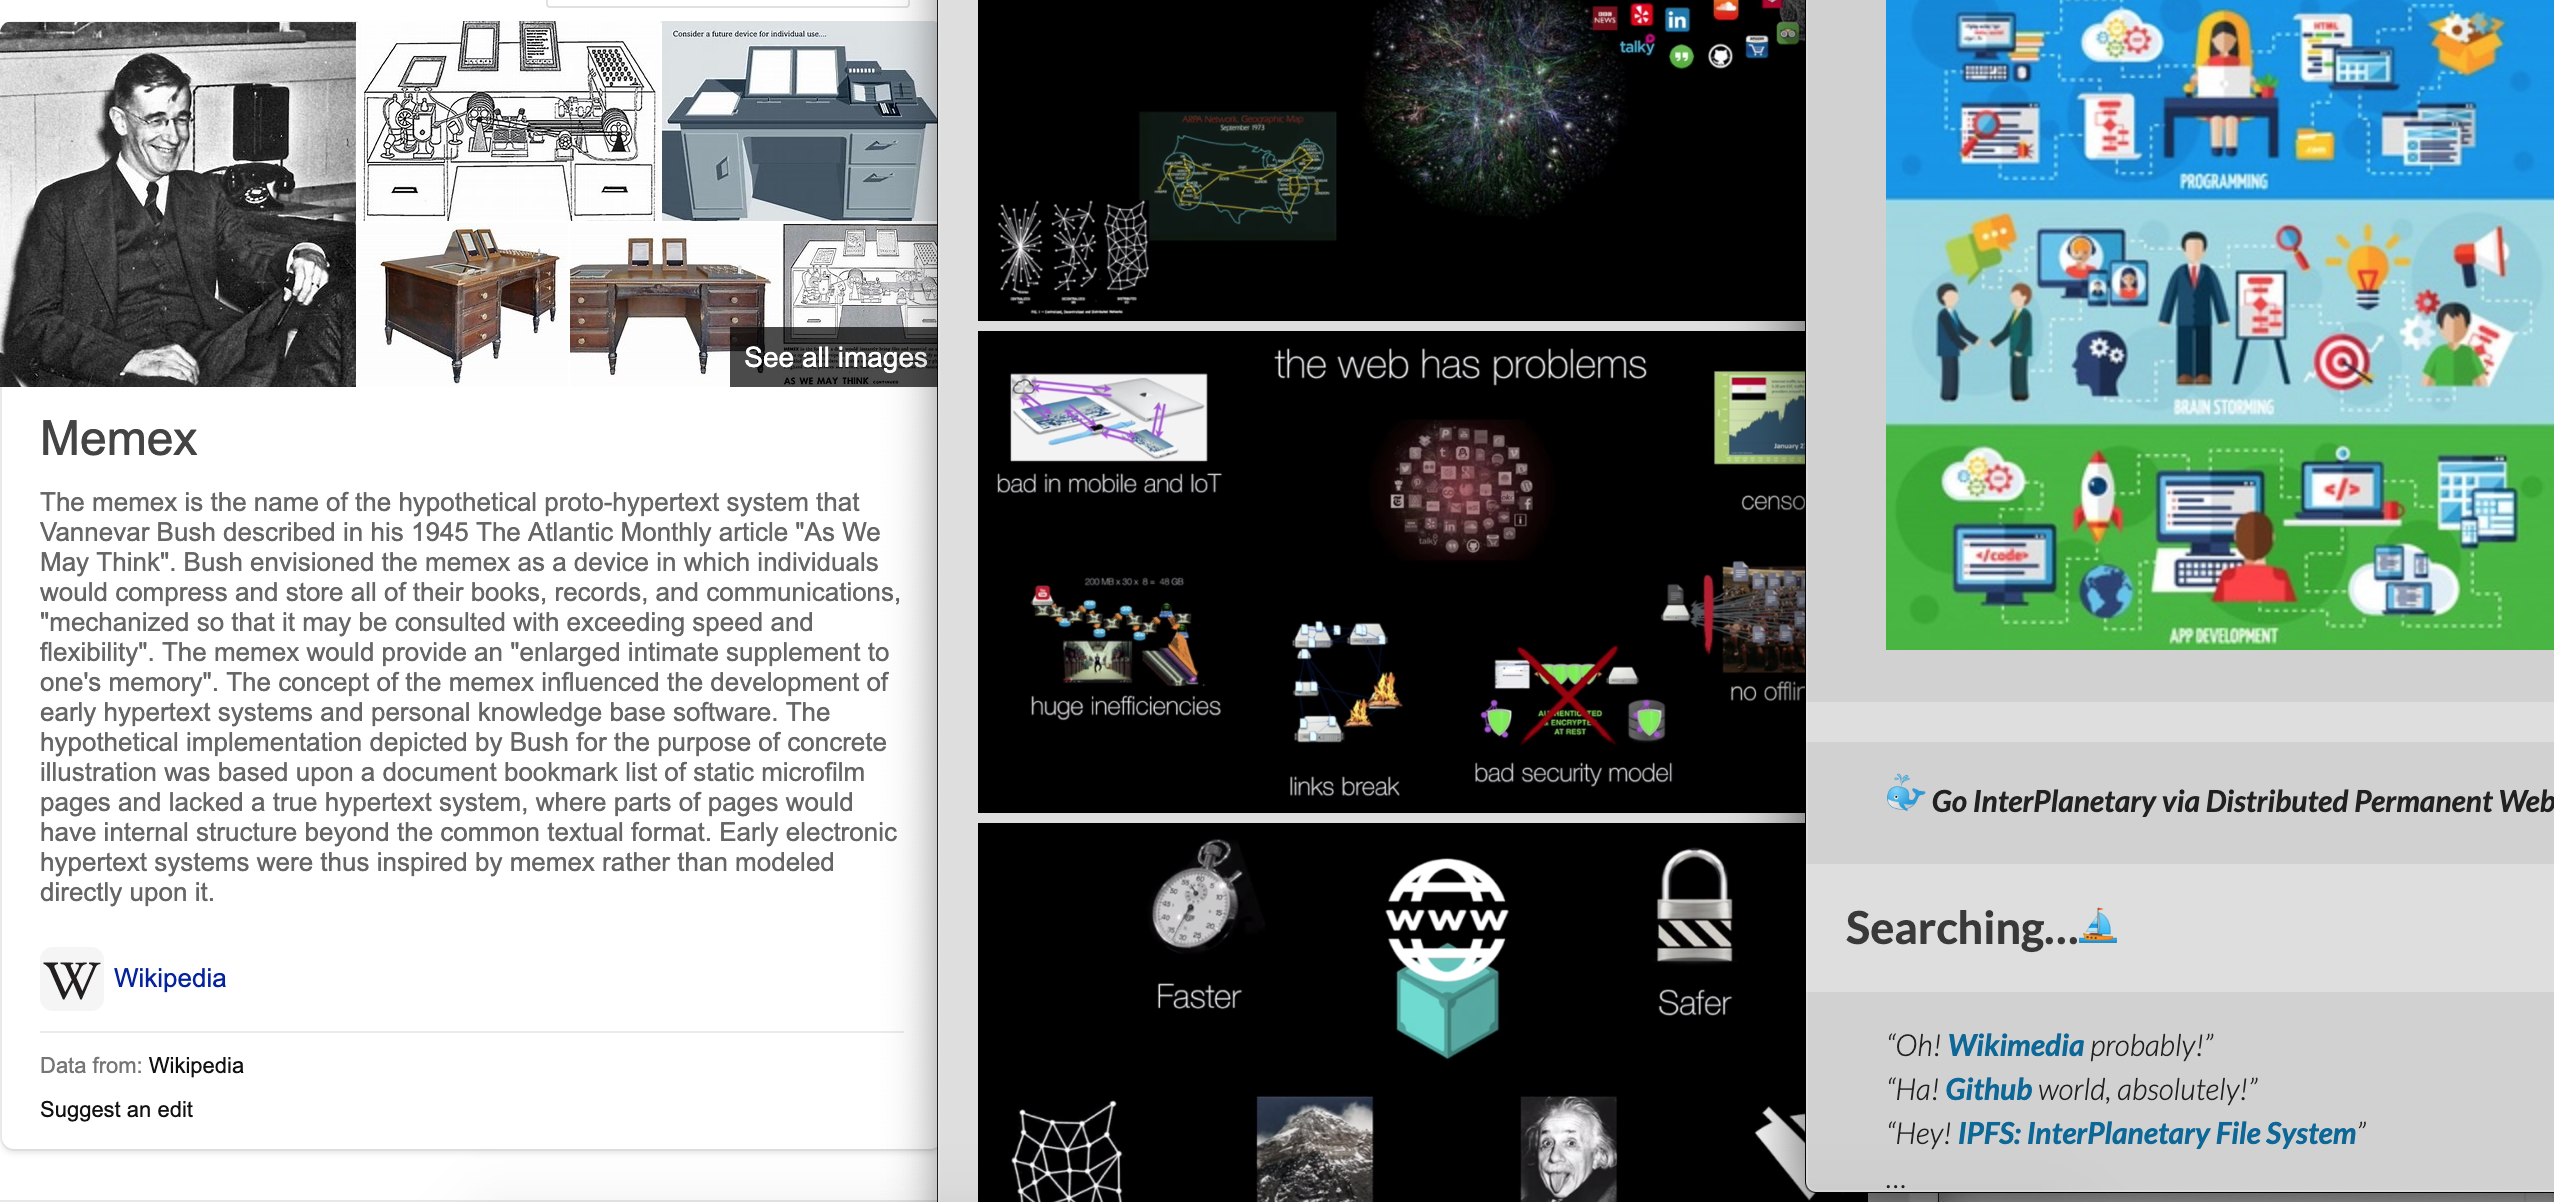 Consider a future device for individual use....
See all images
AS WE MAY THINK CONTINUED
Memex
The memex is the name of the hypothetical proto-hypertext system that
Vannevar Bush described in his 1945 The Atlantic Monthly article "As We
May Think". Bush envisioned the memex as a device in which individuals
would compress and store all of their books, records, and communications,
"mechanized so that it may be consulted with exceeding speed and
flexibility". The memex would provide an "enlarged intimate supplement to
one's memory". The concept of the memex influenced the development of
early hypertext systems and personal knowledge base software. The
hypothetical implementation depicted by Bush for the purpose of concrete
illustration was based upon a document bookmark list of static microfilm
pages and lacked a true hypertext system, where parts of pages would
have internal structure beyond the common textual format. Early electronic
hypertext systems were thus inspired by memex rather than modeled
directly upon it.
W Wikipedia
Data from: Wikipedia
Suggest an edit
BBC
NEWS
in
talky
ARPA Network, Geographic Map
September 1973
CENTRALIZED
DECENTRALIZED
DISTRIBUTED
the web has problems
bad in mobile and IoT
January 2
censo
200 MB x 30 x 8 = 48 GB
huge inefficiencies
links break
AUTHENTICATED
& ENCRYPTED
AT REST
bad security model
no offlin
Faster
www
Safer
HTML
.com
PROGRAMMING
BRAIN STORMING
</>
</code>
APP DEVELOPMENT
Go InterPlanetary via Distributed Permanent Web
Searching...
“Oh! Wikimedia probably!”
“Ha! Github world, absolutely!”
“Hey! IPFS: InterPlanetary File System”
...